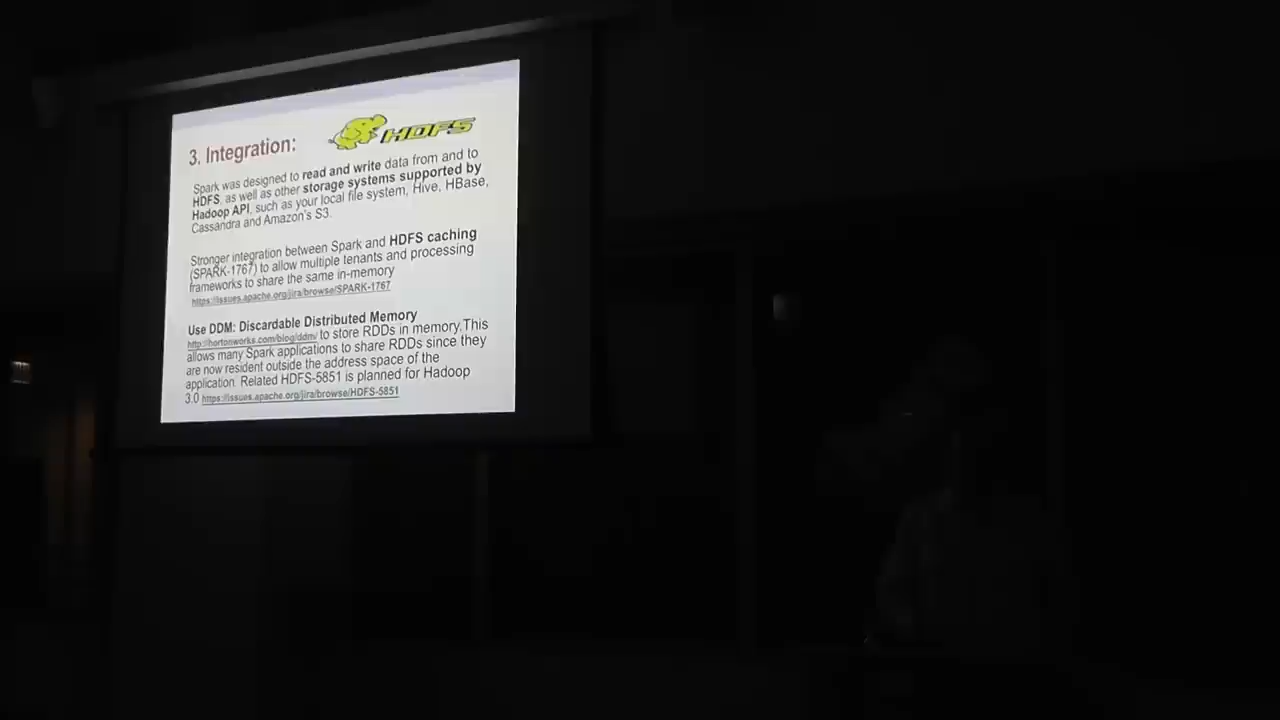 3. Integration:
HDFS
Spark was designed to read and write data from and to
HDFS, as well as other storage systems supported by
Hadoop API, such as your local file system, Hive, HBase,
Cassandra and Amazon's S3.
Stronger integration between Spark and HDFS caching
(SPARK-1767) to allow multiple tenants and processing
frameworks to share the same in-memory
https://issues.apache.org/jira/browse/SPARK-1767
Use DDM: Discardable Distributed Memory
http://hortonworks.com/blog/ddm/ to store RDDs in memory.This
allows many Spark applications to share RDDs since they
are now resident outside the address space of the
application. Related HDFS-5851 is planned for Hadoop
3.0 https://issues.apache.org/jira/browse/HDFS-5851